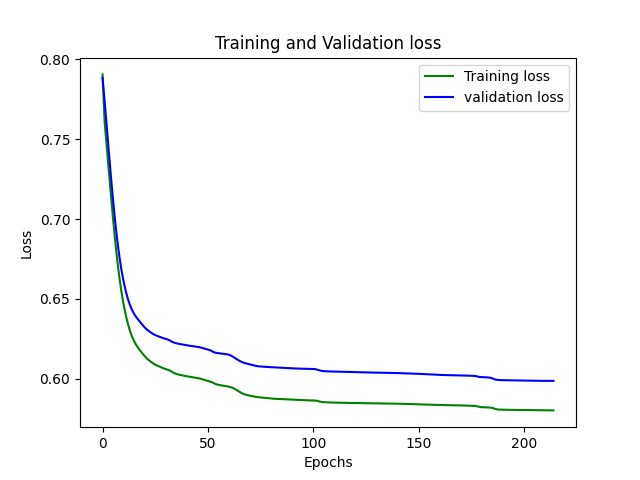 Training and Validation loss
Training loss
validation loss
0.80
0.75
0.70
0.65
0.60
Loss
0
50
100
150
200
Epochs